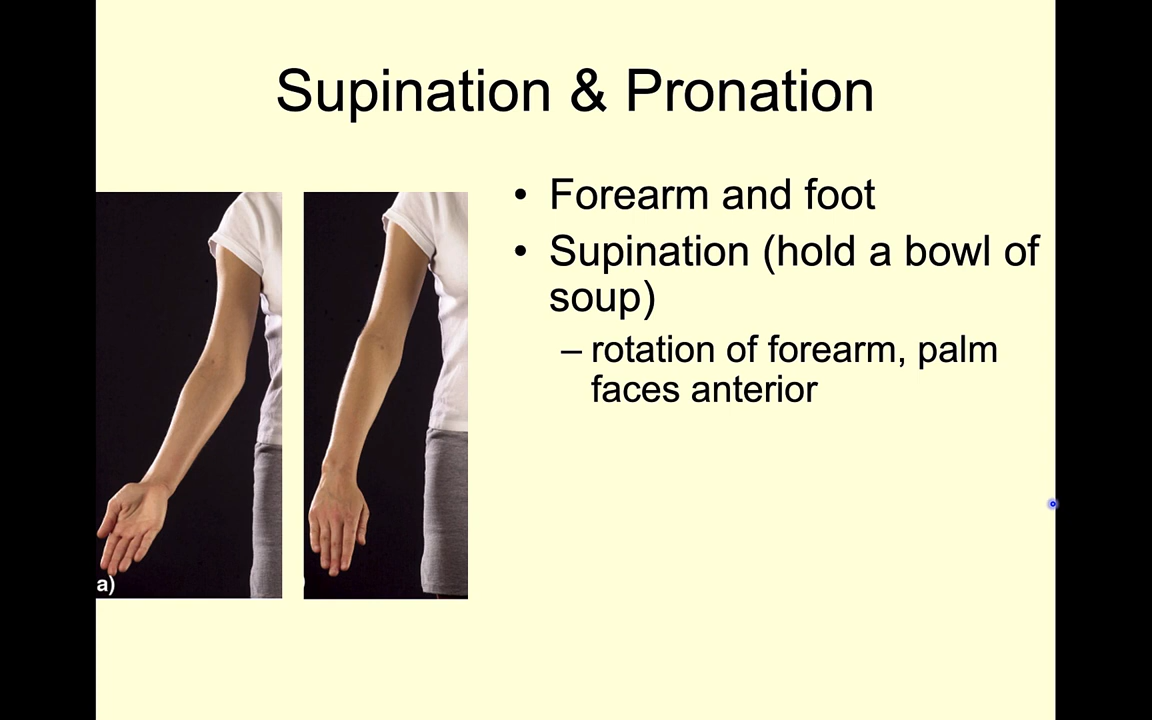 Supination & Pronation
• Forearm and foot
• Supination (hold a bowl of
soup)
– rotation of forearm, palm
faces anterior
a)